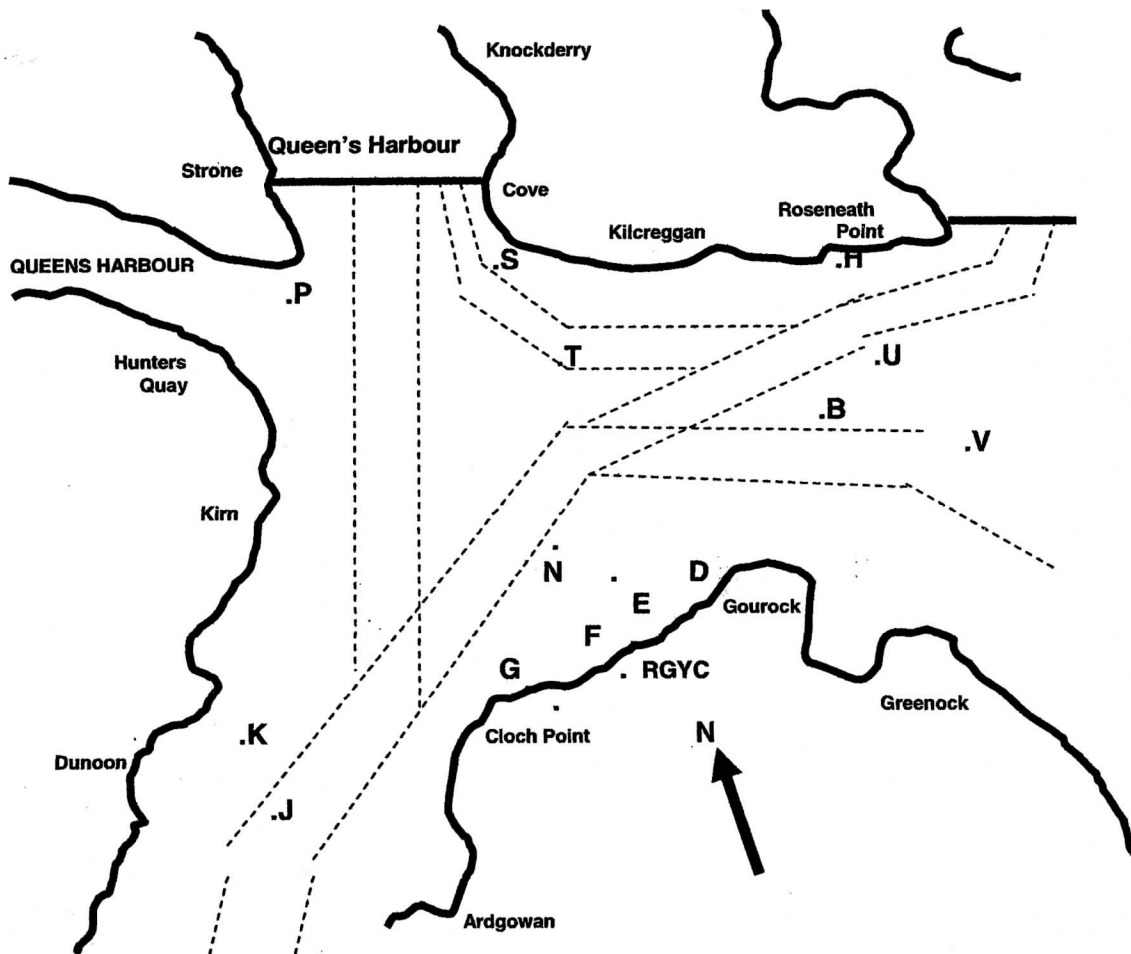 Knockderry
Queen's Harbour
Strone
Cove
Roseneath
Point
Kilcreggan
QUEENS HARBOUR
.S
.H
.P
Hunters
Quay
.T
.U
.B
.V
Kirn
N
D
E
Gourock
F
G
RGYC
Greenock
.K
Cloch Point
N
Dunoon
.J
Ardgowan